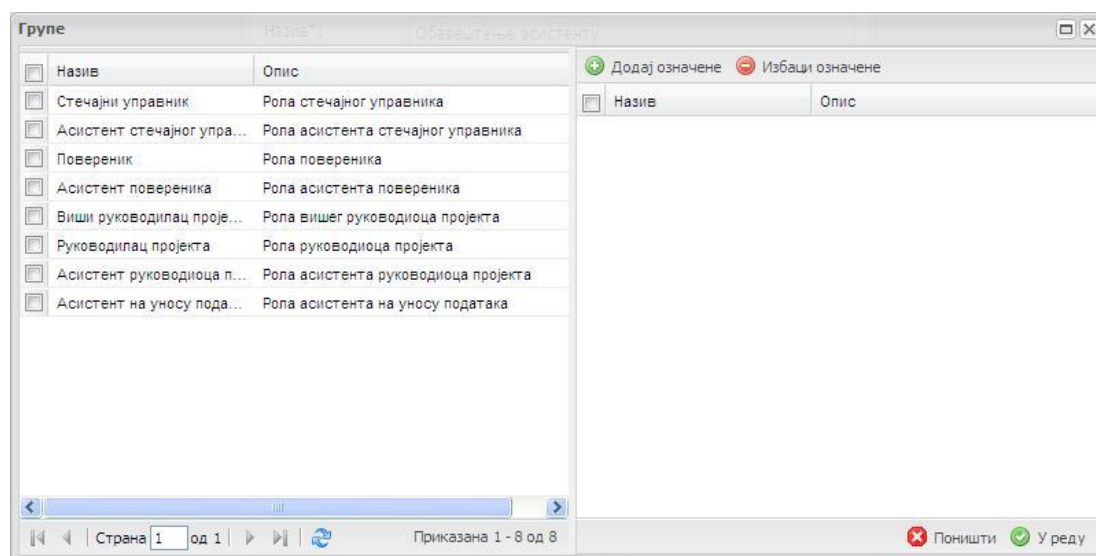 Групе
Назив*: Обавештење асистенту
Назив Опис
Стечајни управник Рола стечајног управника
Асистент стечајног упра... Рола асистента стечајног управника
Повереник Рола повереника
Асистент повереника Рола асистента повереника
Виши руководилац проје... Рола вишег руководиоца пројекта
Руководилац пројекта Рола руководиоца пројекта
Асистент руководиоца п... Рола асистента руководиоца пројекта
Асистент на уносу пода... Рола асистента на уносу података
Страна 1 од 1 Приказана 1 - 8 од 8
Додај означене Избаци означене
Назив Опис
Поништи У реду